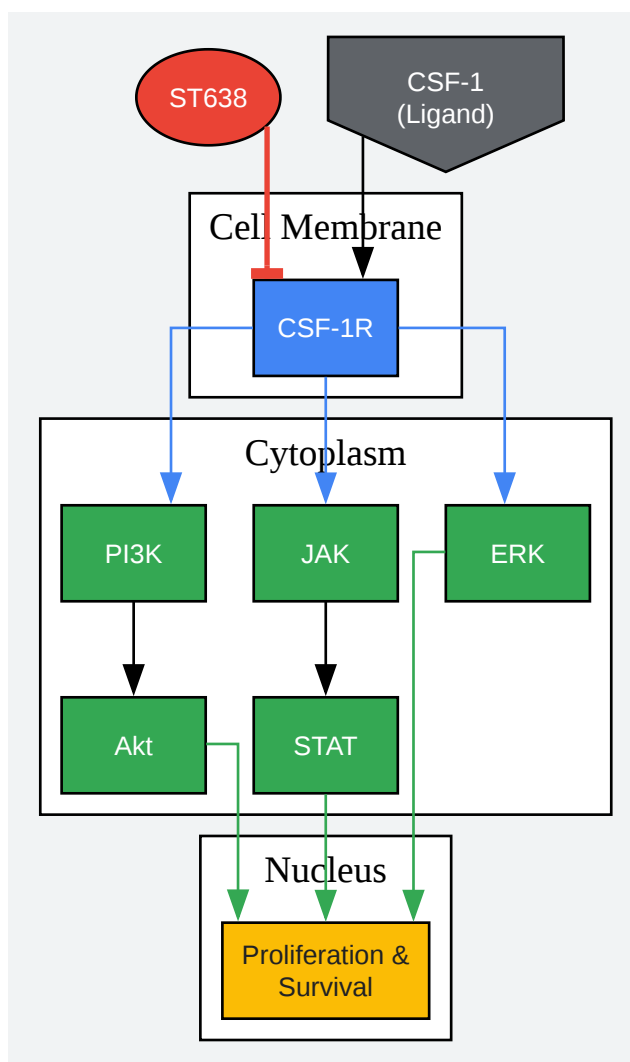 ST638
CSF-1
(Ligand)
Cell Membrane
CSF-1R
Cytoplasm
PI3K
JAK
ERK
Akt
STAT
Nucleus
Proliferation &
Survival